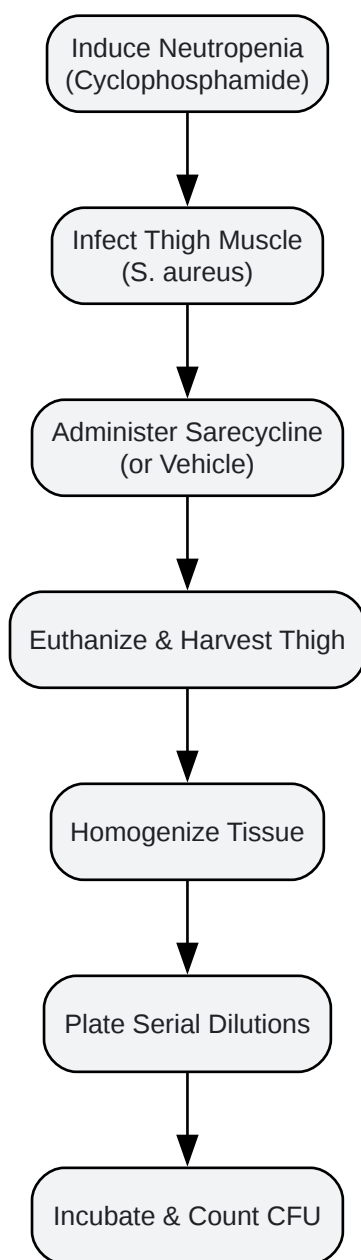 Induce Neutropenia
(Cyclophosphamide)
Infect Thigh Muscle
(S. aureus)
Administer Sarecycline
(or Vehicle)
Euthanize & Harvest Thigh
Homogenize Tissue
Plate Serial Dilutions
Incubate & Count CFU